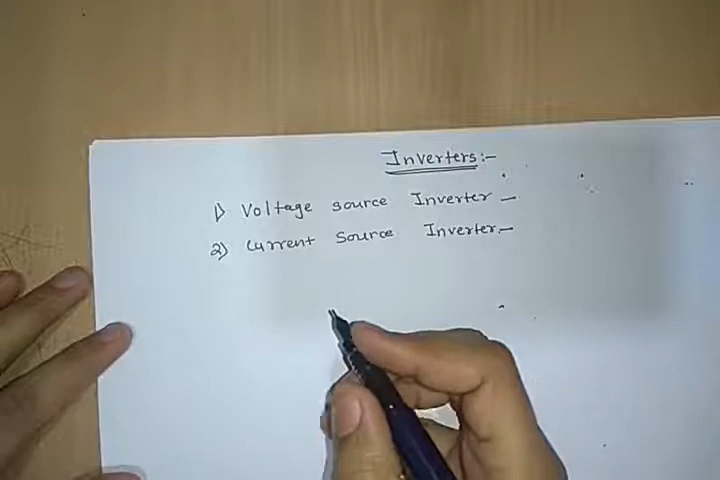 Inverters:-
1) Voltage source Inverter -
2) Current Source Inverter -